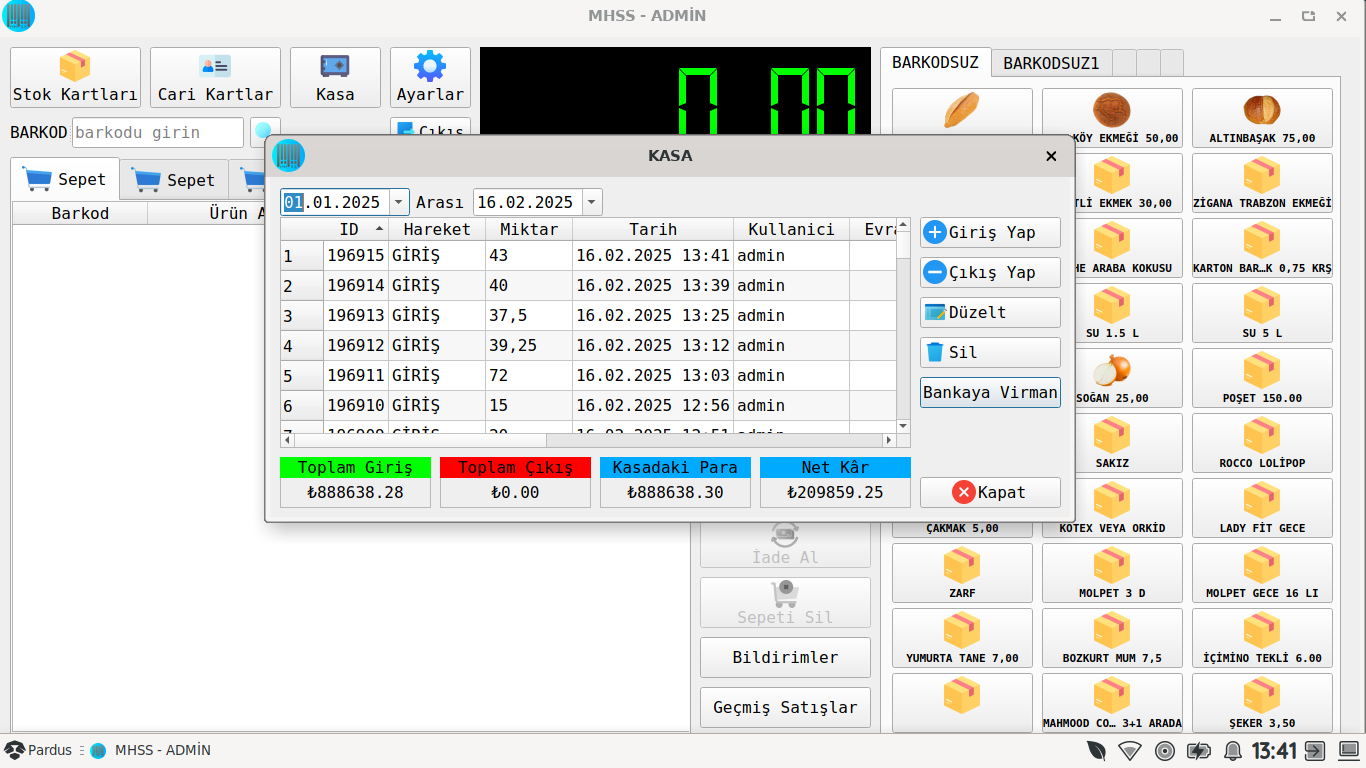 MHSS - ADMİN
Stok Kartları
Cari Kartlar
Kasa
Ayarlar
0.00
BARKODSUZ
BARKODSUZ1
BARKOD
barkodu girin
Çıkış
Sepet
Sepet
Barkod
KASA
01.01.2025 Arası 16.02.2025
ID Hareket Miktar Tarih Kullanici
1 196915 GİRİŞ 43 16.02.2025 13:41 admin
2 196914 GİRİŞ 40 16.02.2025 13:39 admin
3 196913 GİRİŞ 37,5 16.02.2025 13:25 admin
4 196912 GİRİŞ 39,25 16.02.2025 13:12 admin
5 196911 GİRİŞ 72 16.02.2025 13:03 admin
6 196910 GİRİŞ 15 16.02.2025 12:56 admin
Giriş Yap
Çıkış Yap
Düzelt
Sil
Bankaya Virman
Toplam Giriş
₺888638.28
Toplam Çıkış
₺0.00
Kasadaki Para
₺888638.30
Net Kâr
₺209859.25
Kapat
İade Al
Sepeti Sil
Bildirimler
Geçmiş Satışlar
KÖY EKMEĞİ 50,00
ALTINBAŞAK 75,00
EKMEK 30,00
ZİGANA TRABZON EKMEĞİ
ARABA KOKUSU
KARTON BAR…K 0,75 KRŞ
SU 1.5 L
SU 5 L
SOĞAN 25,00
POŞET 150.00
SAKIZ
ROCCO LOLİPOP
ÇAKMAK 5,00
KOTEX VEYA ORKİD
LADY FİT GECE
ZARF
MOLPET 3 D
MOLPET GECE 16 LI
YUMURTA TANE 7,00
BOZKURT MUM 7,5
İÇİMİNO TEKLİ 6.00
MAHMOOD CO… 3+1 ARADA
ŞEKER 3,50
Pardus
MHSS - ADMİN
13:41